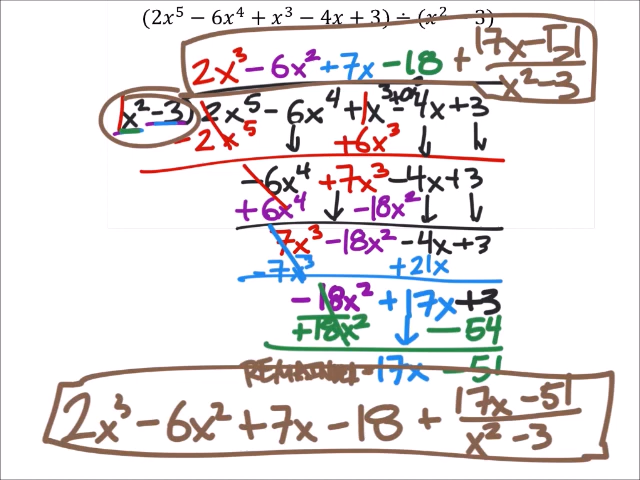 (2x⁵ − 6x⁴ + x³ − 4x + 3) ÷ (x² − 3)
2x³ − 6x² + 7x − 18 + 17x − 51 / x² − 3
x² − 3 ) 2x⁵ − 6x⁴ + 1x³ + 0x² − 4x + 3
− 2x⁵ + 6x³
− 6x⁴ + 7x³ − 4x + 3
+ 6x⁴ − 18x²
7x³ − 18x² − 4x + 3
− 7x³ + 21x
− 18x² + 17x + 3
+ 18x² − 54
REMAINDER 17x − 51
2x³ − 6x² + 7x − 18 + 17x − 51 / x² − 3